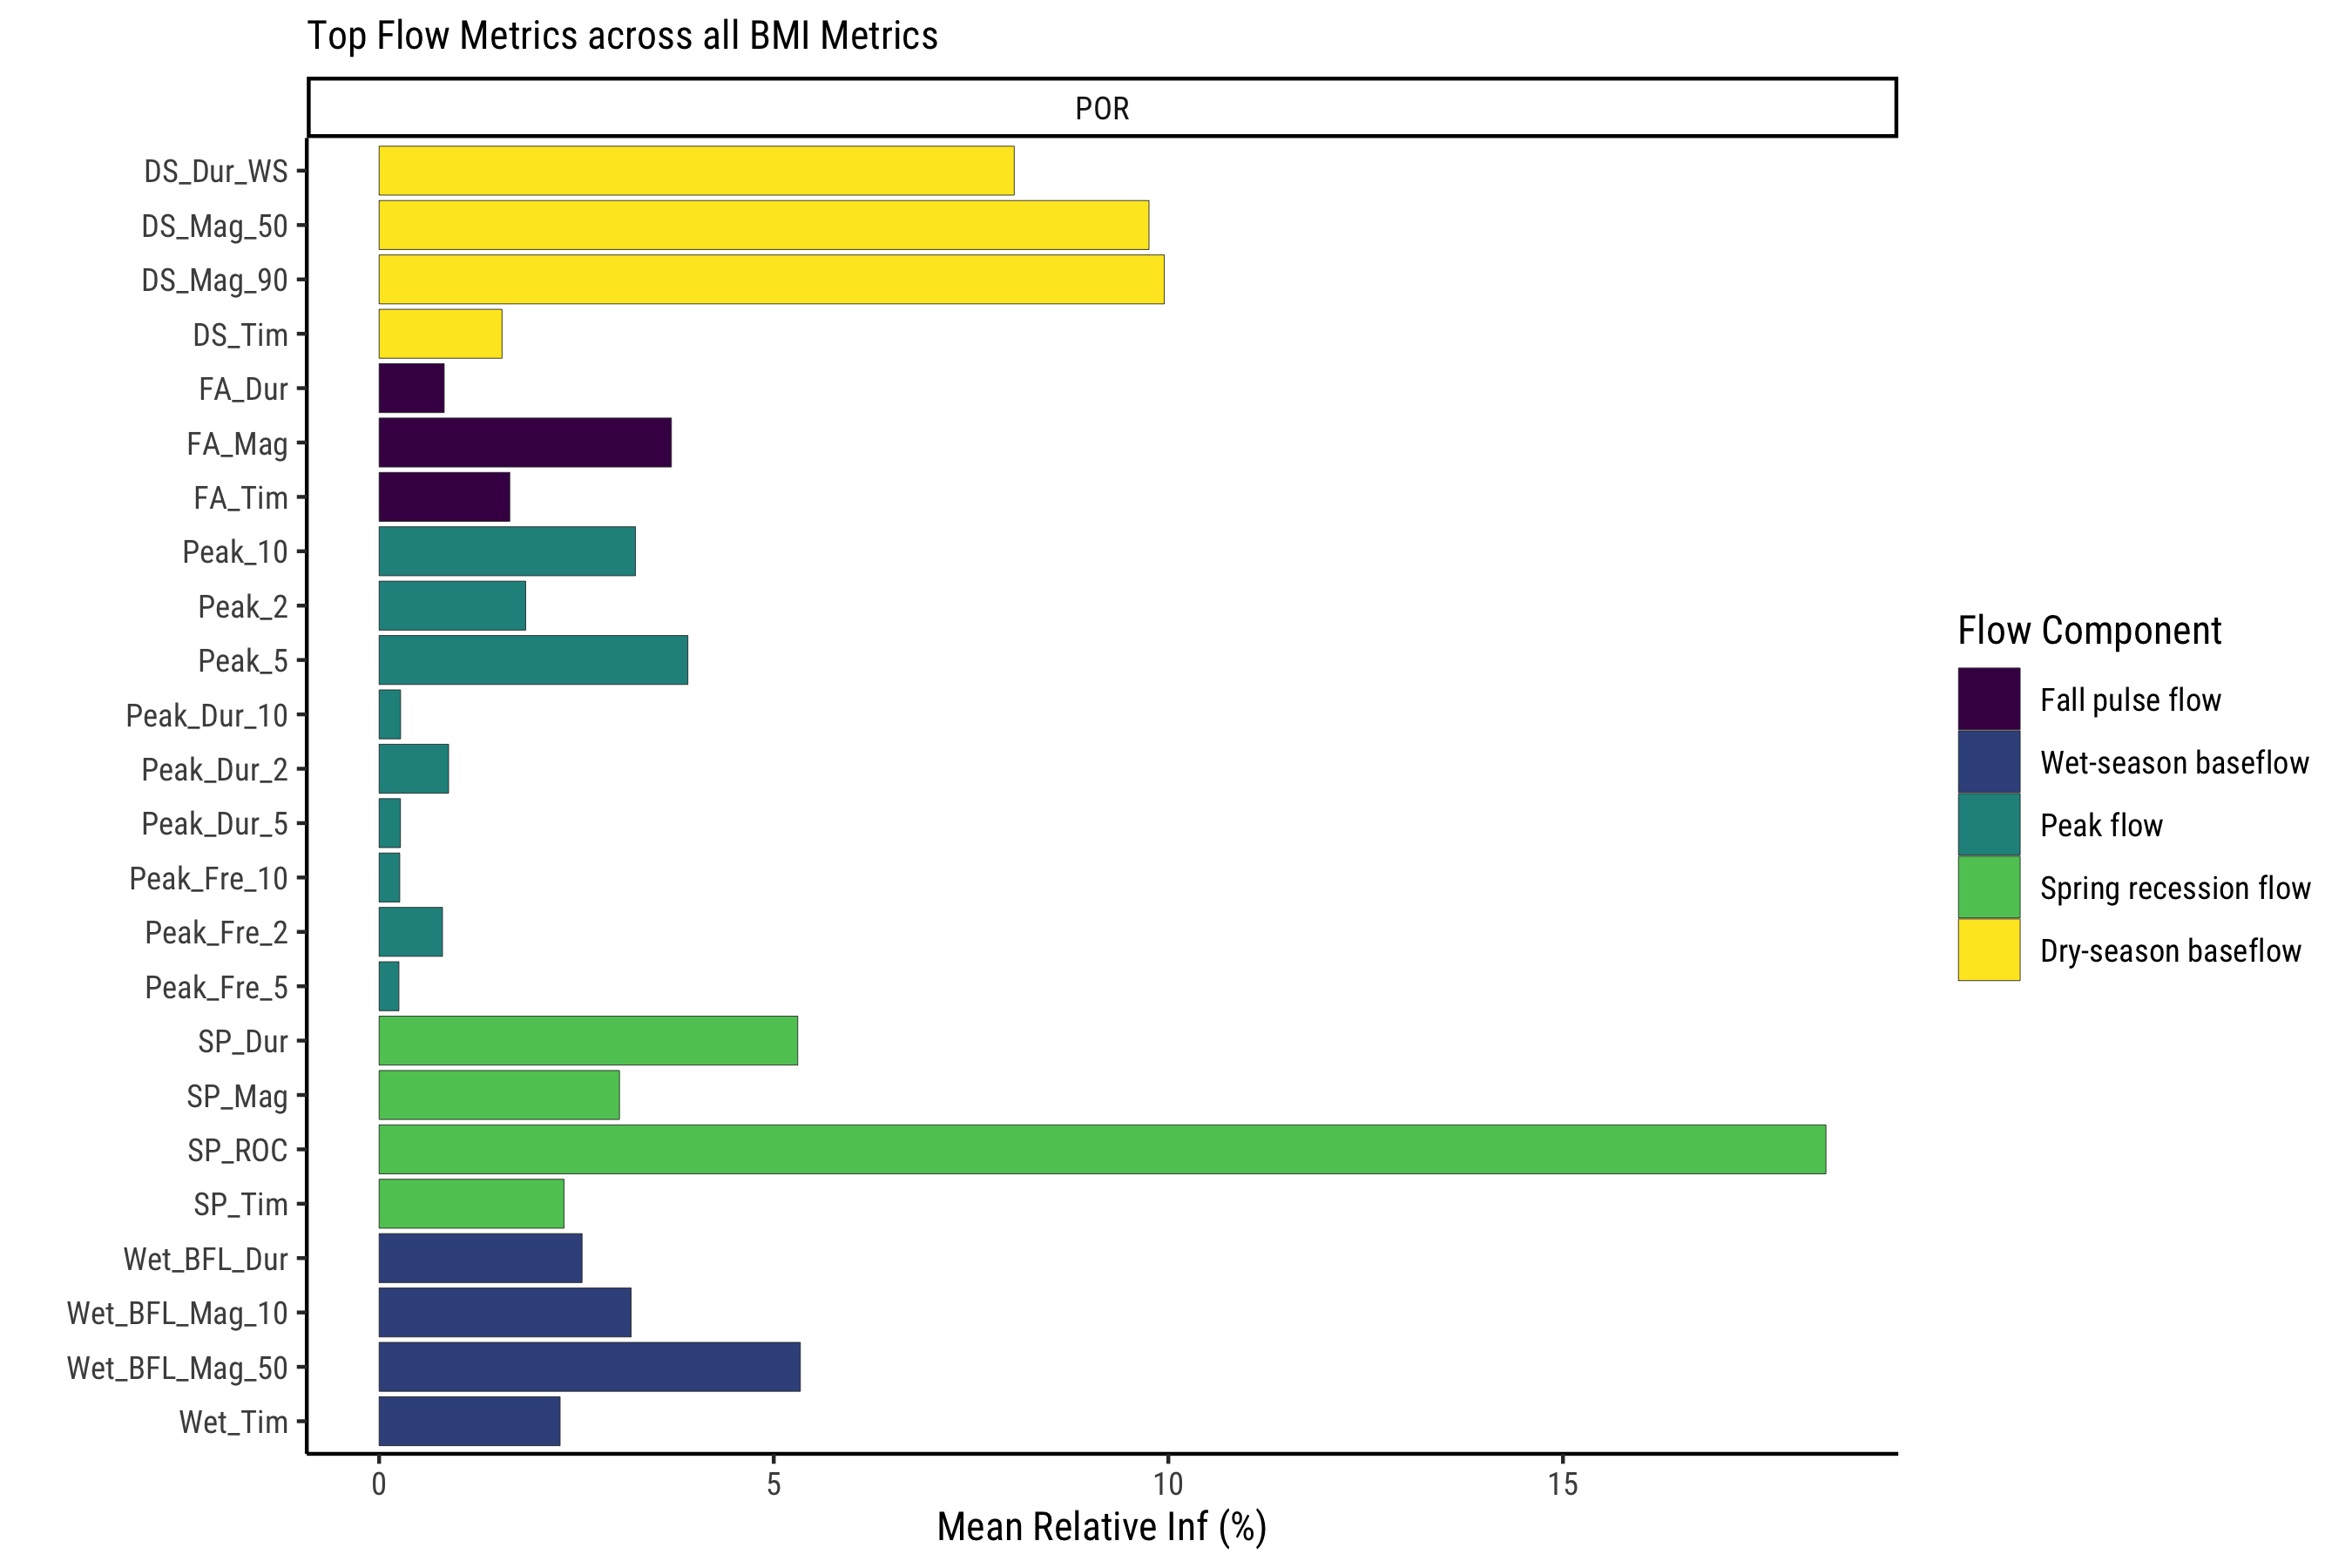 Top Flow Metrics across all BMI Metrics
POR
DS_Dur_WS
DS_Mag_50
DS_Mag_90
DS_Tim
FA_Dur
FA_Mag
FA_Tim
Peak_10
Peak_2
Peak_5
Peak_Dur_10
Peak_Dur_2
Peak_Dur_5
Peak_Fre_10
Peak_Fre_2
Peak_Fre_5
SP_Dur
SP_Mag
SP_ROC
SP_Tim
Wet_BFL_Dur
Wet_BFL_Mag_10
Wet_BFL_Mag_50
Wet_Tim
0 5 10 15
Mean Relative Inf (%)
Flow Component
Fall pulse flow
Wet-season baseflow
Peak flow
Spring recession flow
Dry-season baseflow